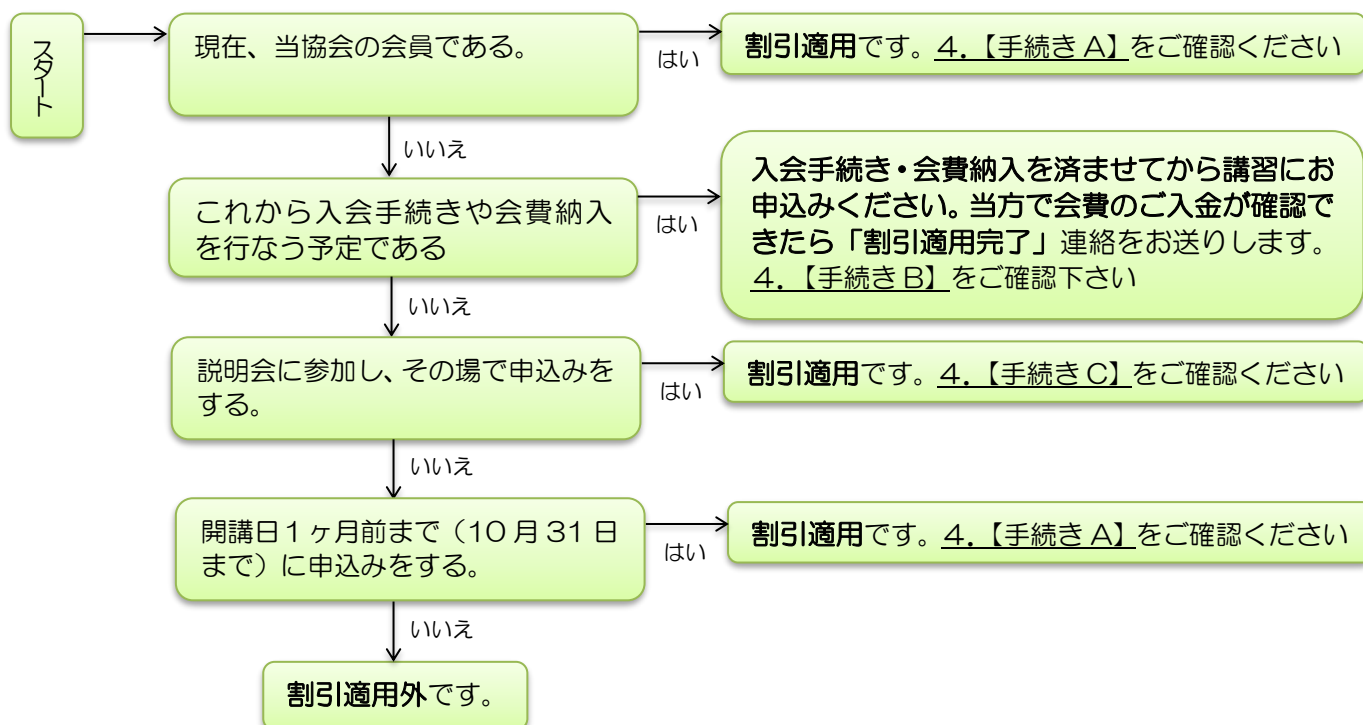 スタート
現在、当協会の会員である。
はい
割引適用です。４．【手続きＡ】をご確認ください
いいえ
これから入会手続きや会費納入
を行なう予定である
はい
入会手続き・会費納入を済ませてから講習にお
申込みください。当方で会費のご入金が確認で
きたら「割引適用完了」連絡をお送りします。
４．【手続きＢ】をご確認下さい
いいえ
説明会に参加し、その場で申込みを
する。
はい
割引適用です。４．【手続きＣ】をご確認ください
いいえ
開講日１ヶ月前まで（10月31日
まで）に申込みをする。
はい
割引適用です。４．【手続きＡ】をご確認ください
いいえ
割引適用外です。